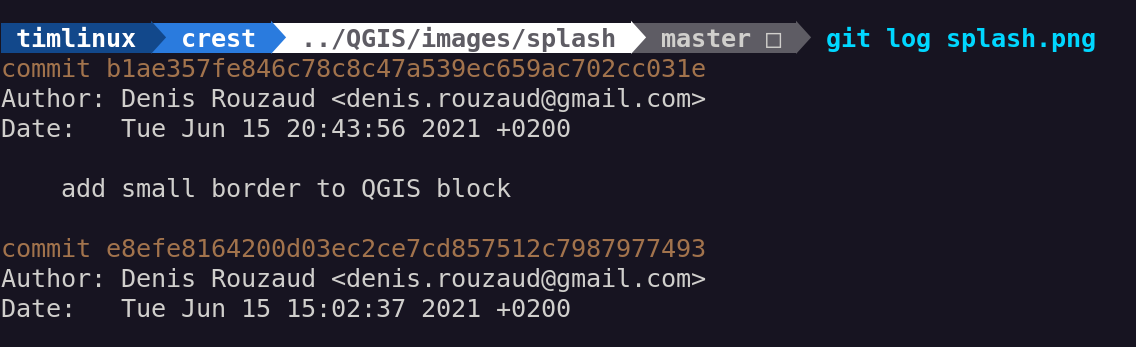 timlinux crest ../QGIS/images/splash master □ git log splash.png
commit b1ae357fe846c78c8c47a539ec659ac702cc031e
Author: Denis Rouzaud <denis.rouzaud@gmail.com>
Date:   Tue Jun 15 20:43:56 2021 +0200
    add small border to QGIS block
commit e8efe8164200d03ec2ce7cd857512c7987977493
Author: Denis Rouzaud <denis.rouzaud@gmail.com>
Date:   Tue Jun 15 15:02:37 2021 +0200